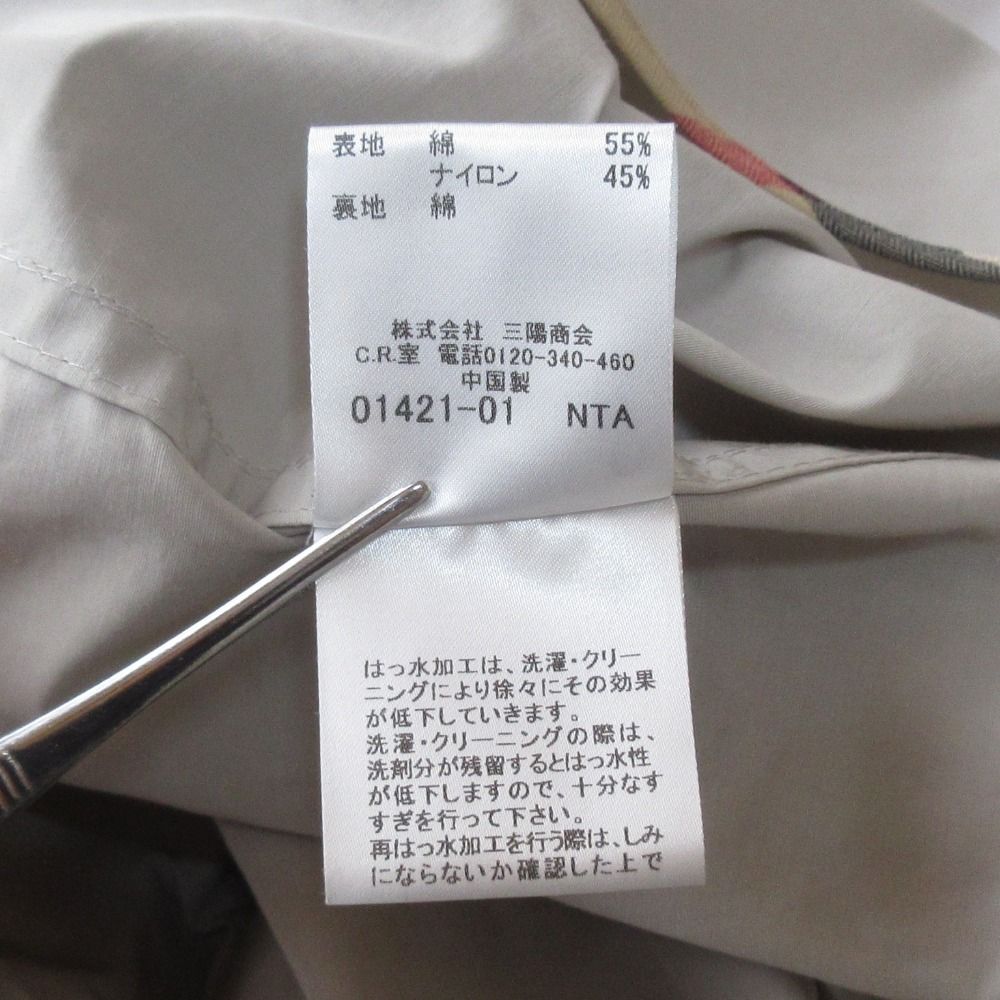 表地 綿 55%
ナイロン 45%
裏地 綿
株式会社 三陽商会
C.R.室 電話0120-340-460
中国製
01421-01 NTA
はっ水加工は、洗濯・クリー
ニングにより徐々にその効果
が低下していきます。
洗濯・クリーニングの際は、
洗剤分が残留するとはっ水性
が低下しますので、十分なす
すぎを行って下さい。
再はっ水加工を行う際は、しみ
にならないか確認した上で